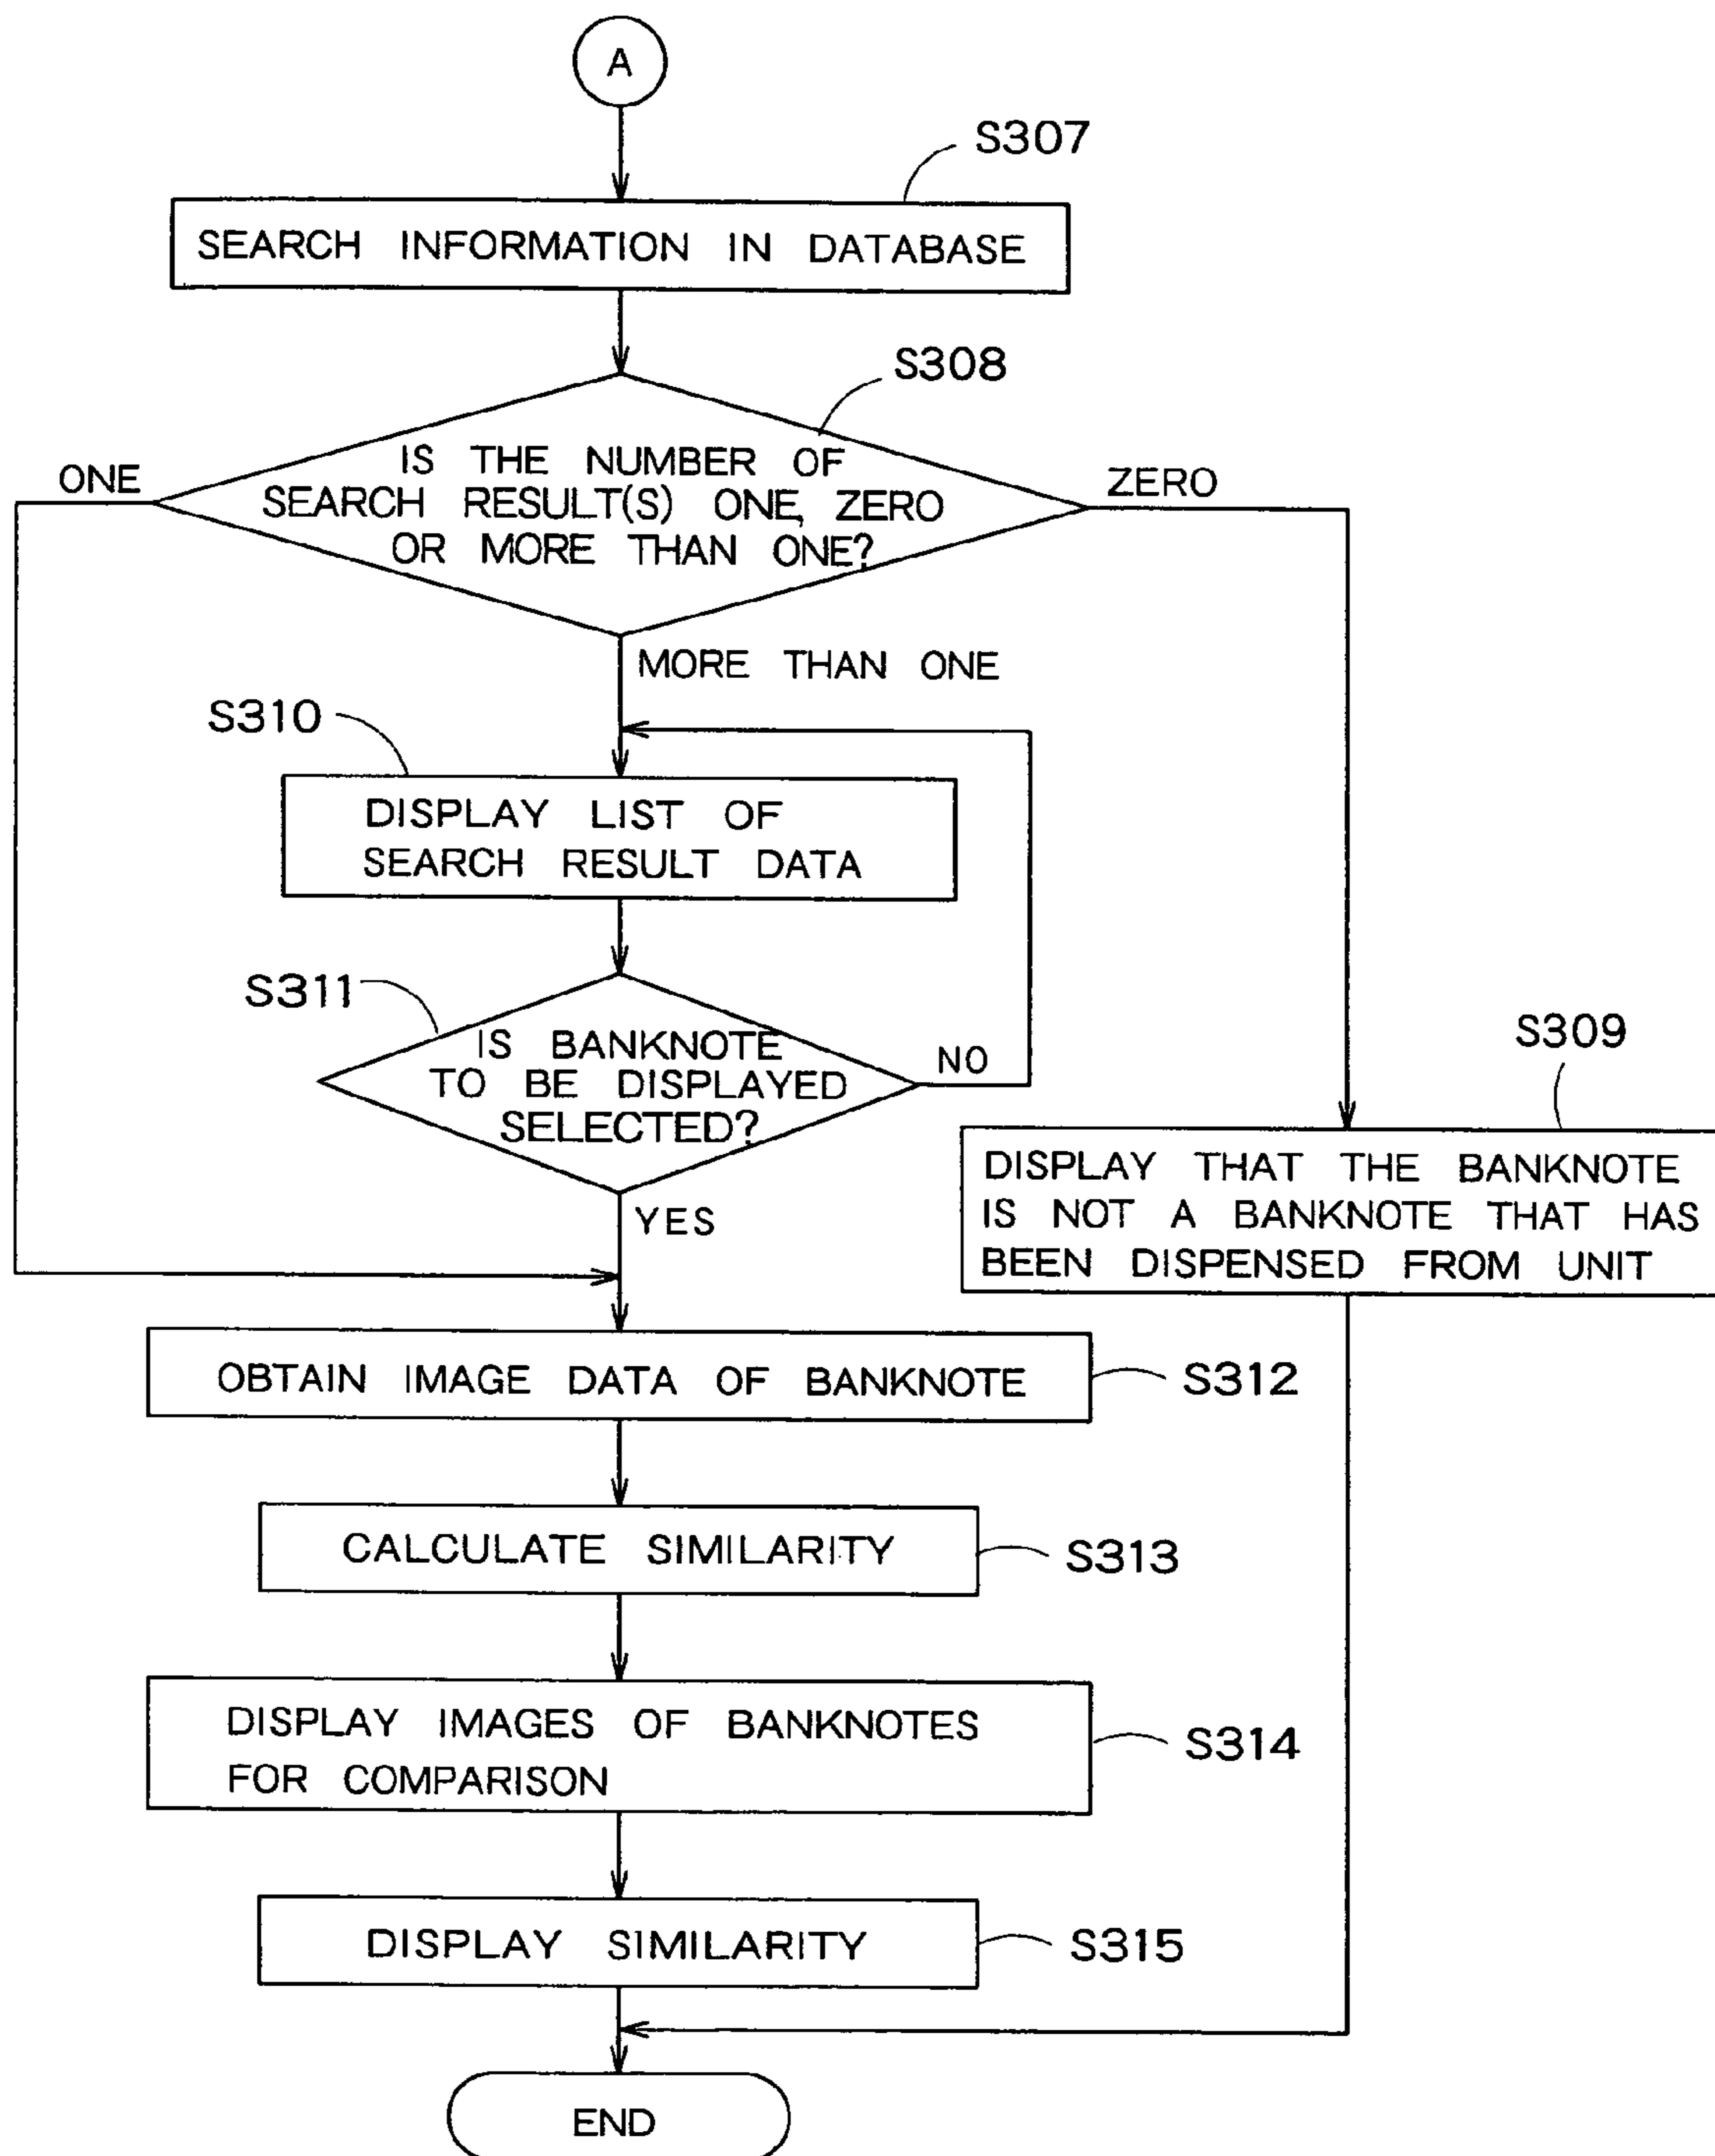 A
S307
SEARCH INFORMATION IN DATABASE
S308
IS THE NUMBER OF
SEARCH RESULT(S) ONE, ZERO
OR MORE THAN ONE?
ONE
ZERO
MORE THAN ONE
S310
DISPLAY LIST OF
SEARCH RESULT DATA
S311
IS BANKNOTE
TO BE DISPLAYED
SELECTED?
NO
YES
S309
DISPLAY THAT THE BANKNOTE
IS NOT A BANKNOTE THAT HAS
BEEN DISPENSED FROM UNIT
OBTAIN IMAGE DATA OF BANKNOTE
S312
CALCULATE SIMILARITY
S313
DISPLAY IMAGES OF BANKNOTES
FOR COMPARISON
S314
DISPLAY SIMILARITY
S315
END